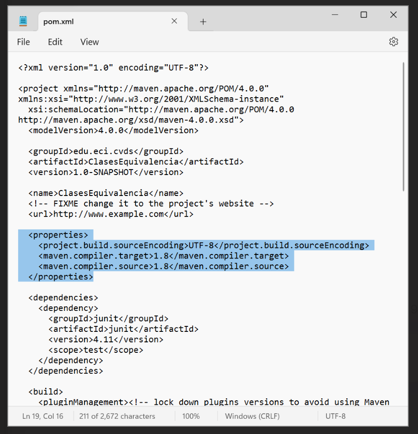 pom.xml
File Edit View
<?xml version="1.0" encoding="UTF-8"?>
<project xmlns="http://maven.apache.org/POM/4.0.0"
xmlns:xsi="http://www.w3.org/2001/XMLSchema-instance"
xsi:schemaLocation="http://maven.apache.org/POM/4.0.0
http://maven.apache.org/xsd/maven-4.0.0.xsd">
<modelVersion>4.0.0</modelVersion>
<groupId>edu.eci.cvds</groupId>
<artifactId>ClasesEquivalencia</artifactId>
<version>1.0-SNAPSHOT</version>
<name>ClasesEquivalencia</name>
<!-- FIXME change it to the project's website -->
<url>http://www.example.com</url>
<properties>
<project.build.sourceEncoding>UTF-8</project.build.sourceEncoding>
<maven.compiler.target>1.8</maven.compiler.target>
<maven.compiler.source>1.8</maven.compiler.source>
</properties>
<dependencies>
<dependency>
<groupId>junit</groupId>
<artifactId>junit</artifactId>
<version>4.11</version>
<scope>test</scope>
</dependency>
</dependencies>
<build>
<pluginManagement><!-- lock down plugins versions to avoid using Maven
Ln 19, Col 16 211 of 2,672 characters 100% Windows (CRLF) UTF-8